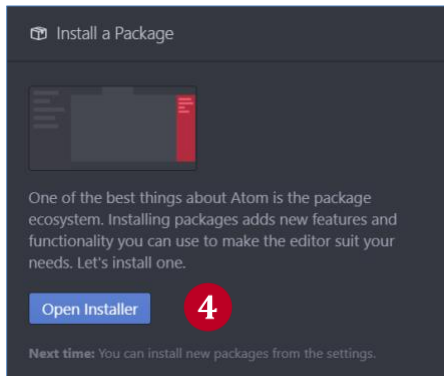 Install a Package
One of the best things about Atom is the package
ecosystem. Installing packages adds new features and
functionality you can use to make the editor suit your
needs. Let's install one.
Open Installer
4
Next time: You can install new packages from the settings.